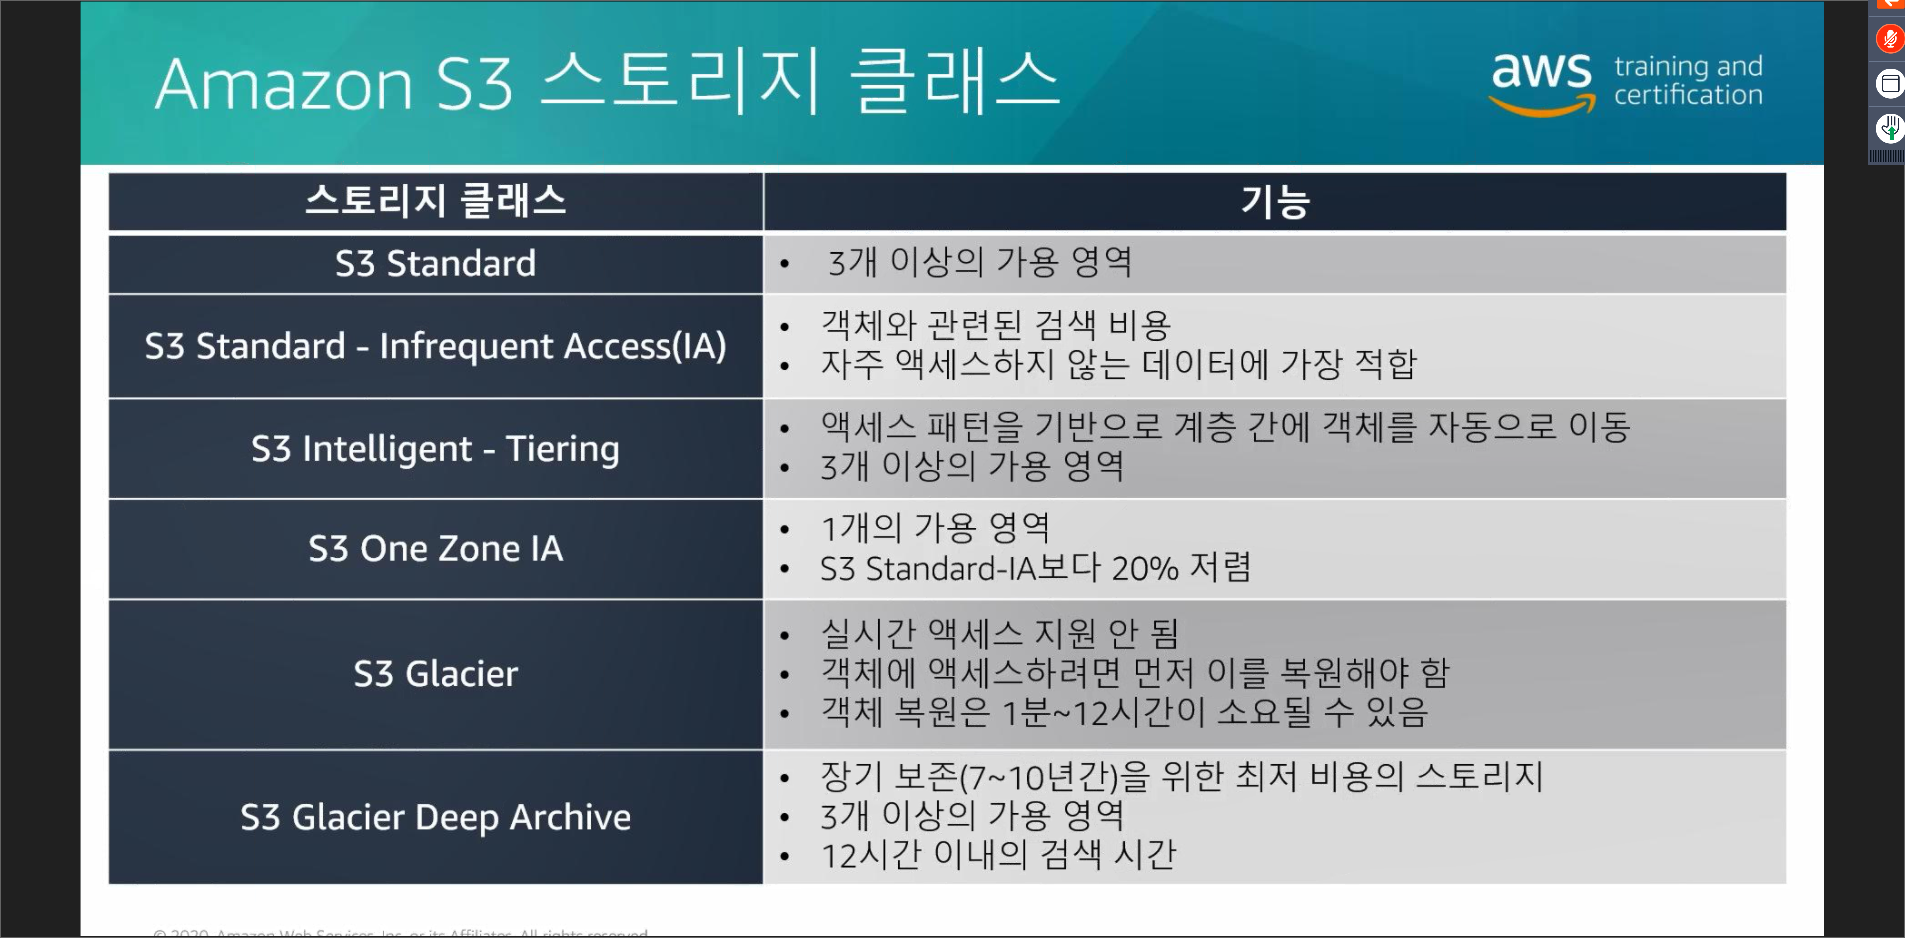 Amazon S3 스토리지 클래스
aws training and
certification
스토리지 클래스
기능
S3 Standard
• 3개 이상의 가용 영역
S3 Standard - Infrequent Access(IA)
• 객체와 관련된 검색 비용
• 자주 액세스하지 않는 데이터에 가장 적합
S3 Intelligent - Tiering
• 액세스 패턴을 기반으로 계층 간에 객체를 자동으로 이동
• 3개 이상의 가용 영역
S3 One Zone IA
• 1개의 가용 영역
• S3 Standard-IA보다 20% 저렴
S3 Glacier
• 실시간 액세스 지원 안 됨
• 객체에 액세스하려면 먼저 이를 복원해야 함
• 객체 복원은 1분~12시간이 소요될 수 있음
S3 Glacier Deep Archive
• 장기 보존(7~10년간)을 위한 최저 비용의 스토리지
• 3개 이상의 가용 영역
• 12시간 이내의 검색 시간
© 2020, Amazon Web Services, Inc. or its Affiliates. All rights reserved.